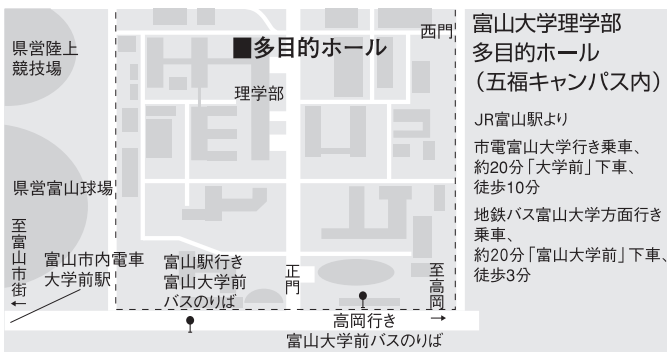 県営陸上
競技場
■多目的ホール
西門
理学部
県営富山球場
至富山市街←
富山市内電車
大学前駅
富山駅行き
富山大学前
バスのりば
正門
至高岡→
高岡行き
富山大学前バスのりば
富山大学理学部
多目的ホール
（五福キャンパス内）
JR富山駅より
市電富山大学行き乗車、
約20分「大学前」下車、
徒歩10分
地鉄バス富山大学方面行き
乗車、
約20分「富山大学前」下車、
徒歩3分